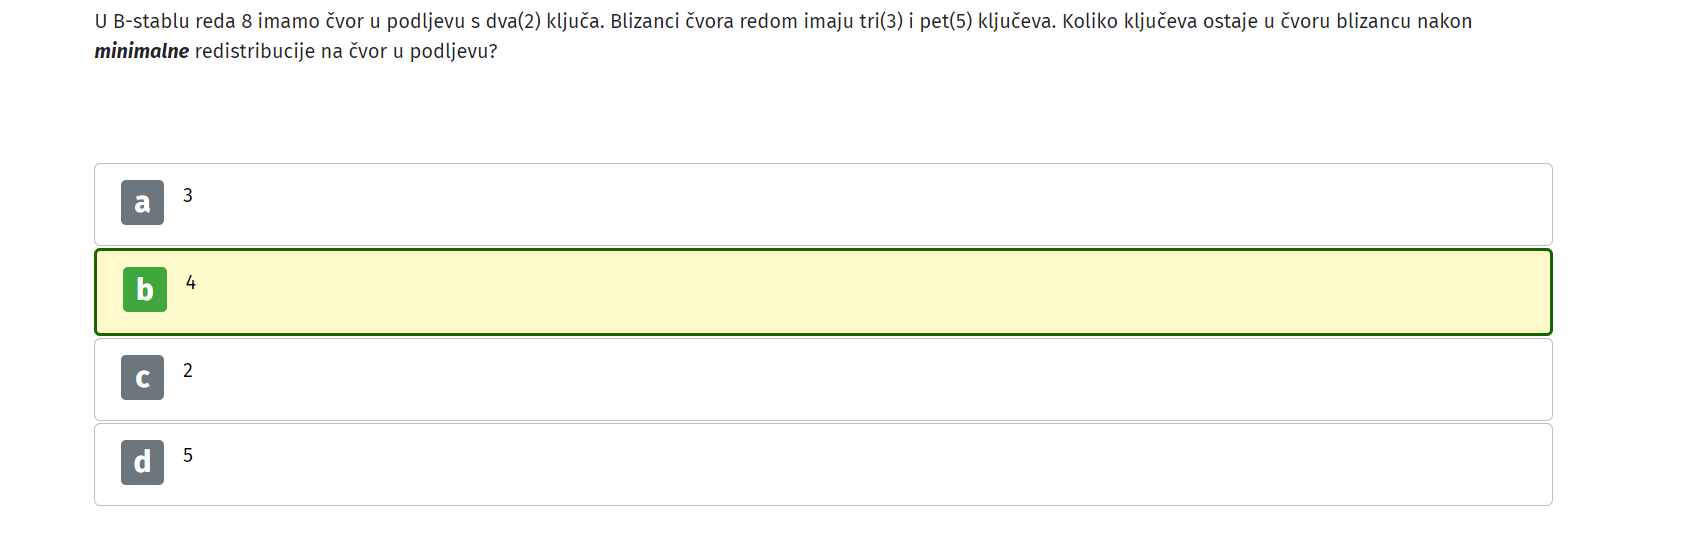 U B-stablu reda 8 imamo čvor u podljevu s dva(2) ključa. Blizanci čvora redom imaju tri(3) i pet(5) ključeva. Koliko ključeva ostaje u čvoru blizancu nakon
minimalne redistribucije na čvor u podljevu?
a 3
b 4
c 2
d 5